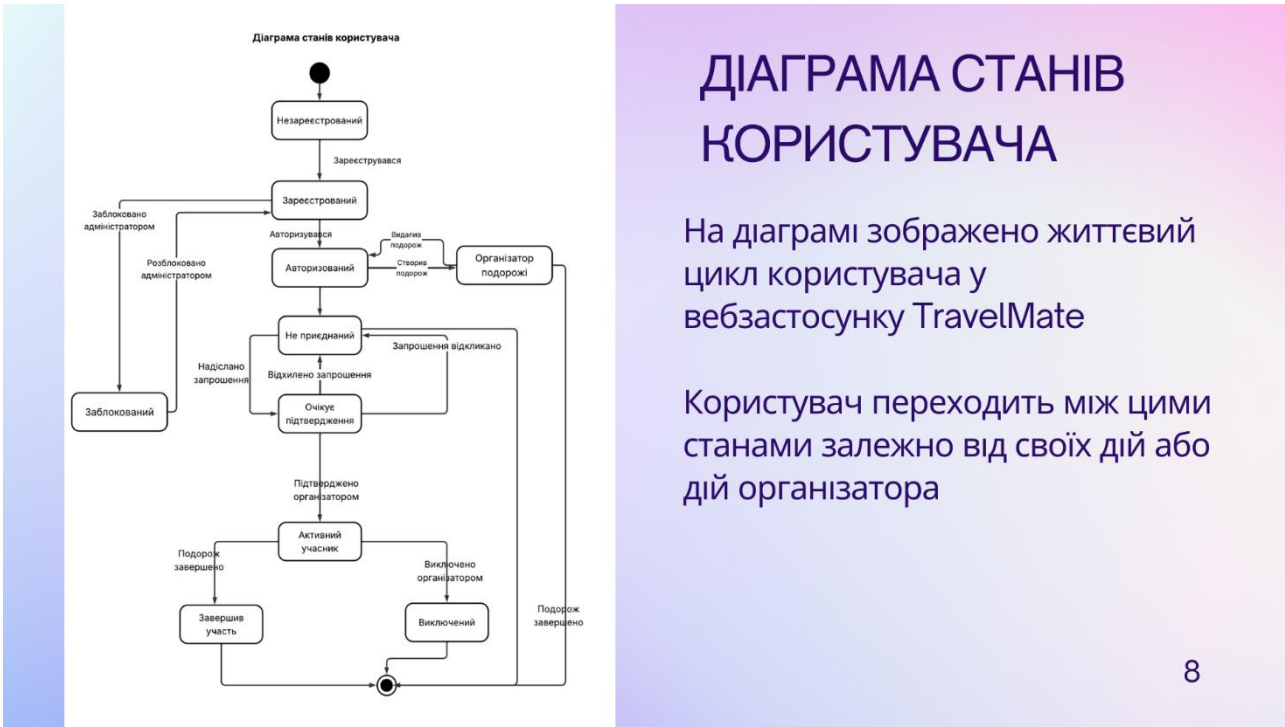 Діаграма станів користувача
Незареєстрований
Зареєструвався
Зареєстрований
Заблоковано
адміністратором
Розблоковано
адміністратором
Авторизувався
Видалив
подорож
Авторизований
Створив
подорож
Організатор
подорожі
Не приєднаний
Запрошення відкликано
Надіслано
запрошення
Відхилено запрошення
Заблокований
Очікує
підтвердження
Підтверджено
організатором
Активний
учасник
Подорож
завершено
Виключено
організатором
Завершив
участь
Виключений
Подорож
завершено
ДІАГРАМА СТАНІВ
КОРИСТУВАЧА
На діаграмі зображено життєвий
цикл користувача у
вебзастосунку TravelMate
Користувач переходить між цими
станами залежно від своїх дій або
дій організатора
8